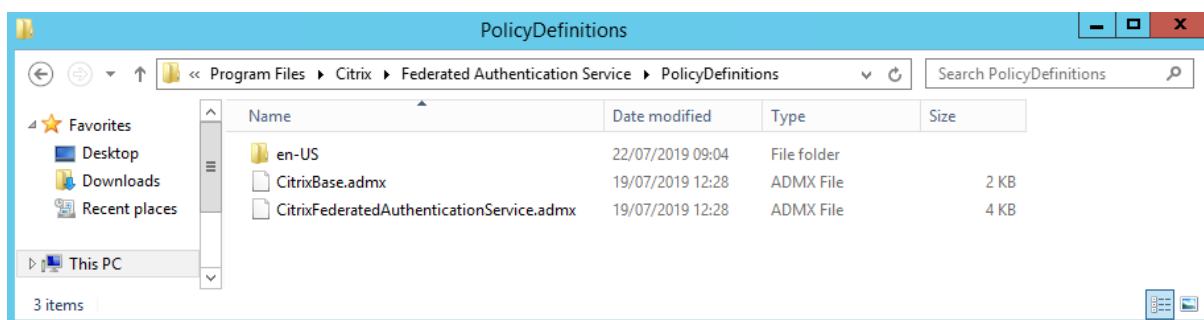 PolicyDefinitions
« Program Files ▸ Citrix ▸ Federated Authentication Service ▸ PolicyDefinitions Search PolicyDefinitions
Favorites
Desktop
Downloads
Recent places
This PC
Name Date modified Type Size
en-US 22/07/2019 09:04 File folder
CitrixBase.admx 19/07/2019 12:28 ADMX File 2 KB
CitrixFederatedAuthenticationService.admx 19/07/2019 12:28 ADMX File 4 KB
3 items